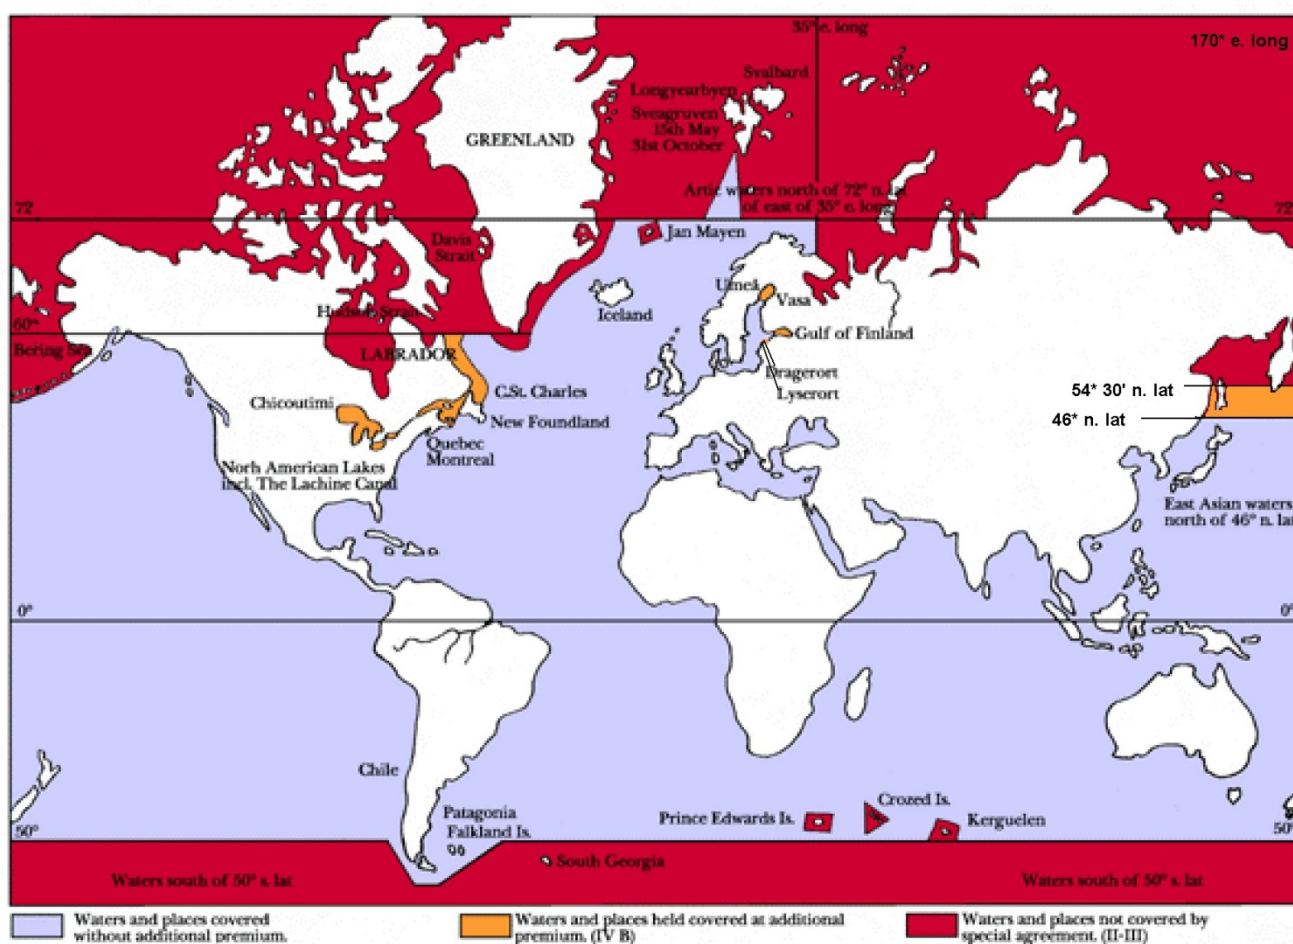 35° e. long
170* e. long
Svalbard
Longyearbyen
Sveagruven
15th May
31st October
GREENLAND
Artic waters north of 72° n. lat
of east of 35° e. long
72
72°
Davis
Strait
Jan Mayen
Umeå
Vasa
Iceland
Hudson Strait
60°
Gulf of Finland
Bering Sea
LABRADOR
Dragerort
Lyserort
C.St. Charles
54* 30' n. lat
Chicoutimi
New Foundland
46* n. lat
Quebec
Montreal
Norh American Lakes
incl. The Lachine Canal
East Asian waters
north of 46° n. lat
0°
0°
Chile
Patagonia
Falkland Is.
Prince Edwards Is.
Crozed Is.
Kerguelen
50°
50°
South Georgia
Waters south of 50° s. lat
Waters south of 50° s. lat
Waters and places covered
without additional premium.
Waters and places held covered at additional
premium. (IV B)
Waters and places not covered by
special agreement. (II-III)